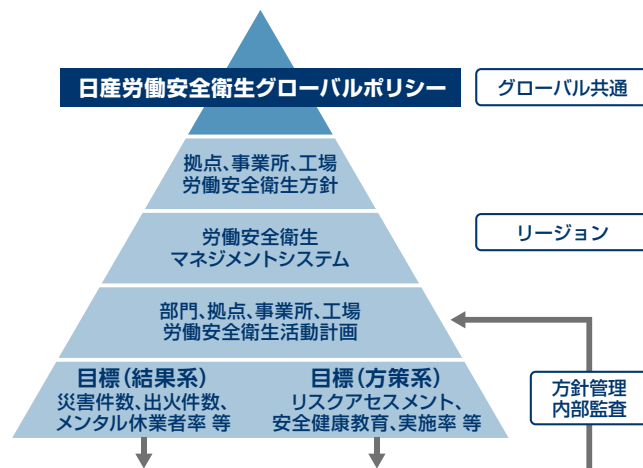 日産労働安全衛生グローバルポリシー
グローバル共通
拠点、事業所、工場
労働安全衛生方針
労働安全衛生
マネジメントシステム
リージョン
部門、拠点、事業所、工場
労働安全衛生活動計画
目標（結果系）
災害件数、出火件数、
メンタル休業者率 等
目標（方策系）
リスクアセスメント、
安全健康教育、実施率 等
方針管理
内部監査